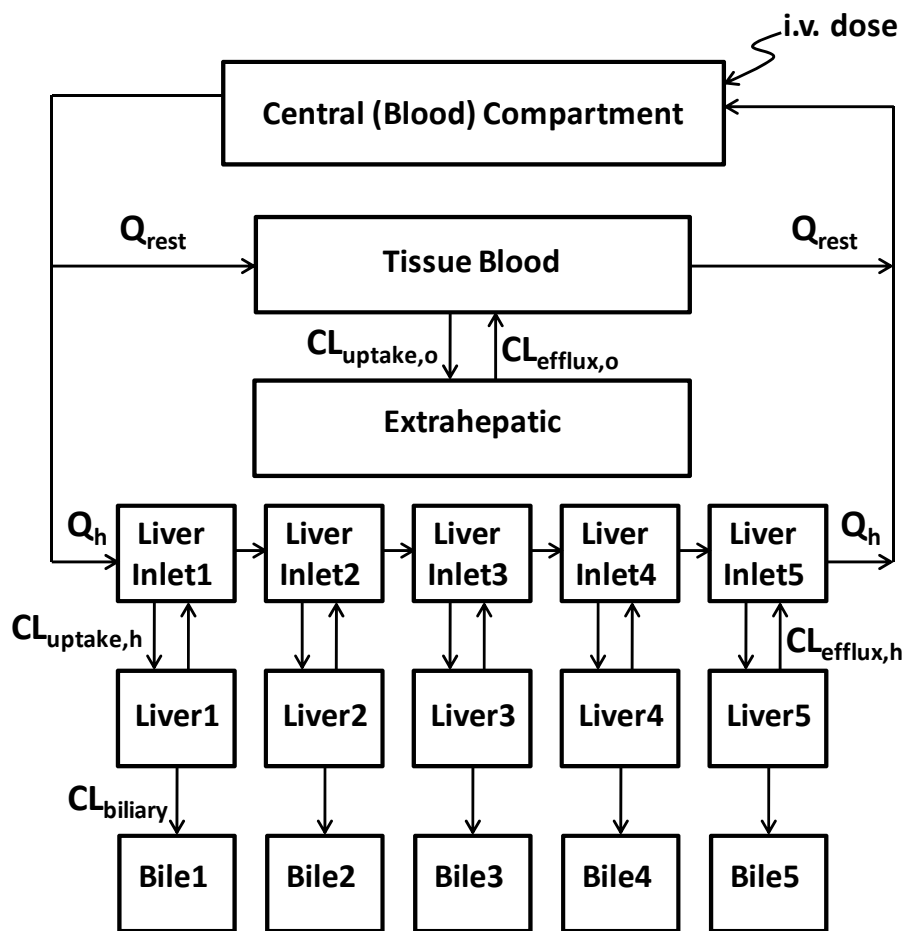 i.v. dose
Central (Blood) Compartment
Qrest
Qrest
Tissue Blood
CLuptake,o
CLefflux,o
Extrahepatic
Qh
Liver
Inlet1
Liver
Inlet2
Liver
Inlet3
Liver
Inlet4
Liver
Inlet5
Qh
CLuptake,h
CLefflux,h
Liver1
Liver2
Liver3
Liver4
Liver5
CLbiliary
Bile1
Bile2
Bile3
Bile4
Bile5